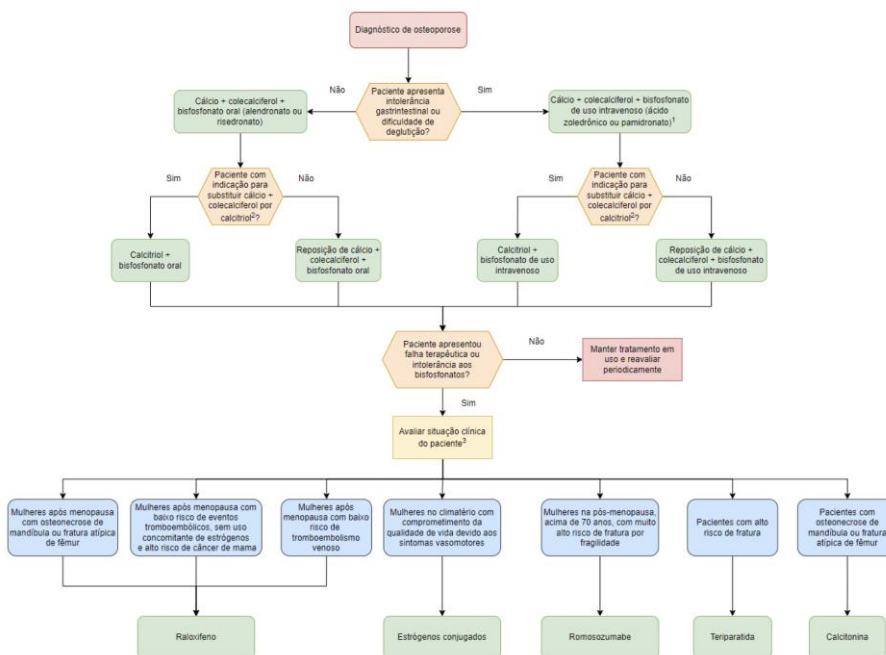 Diagnóstico de osteoporose
Cálcio + colecalciferol +
bisfosfonato oral (alendronato ou
risedronato)
Não
Paciente apresenta
intolerância
gastrintestinal ou
dificuldade de
deglutição?
Sim
Cálcio + colecalciferol + bisfosfonato
de uso intravenoso (ácido
zoledrônico ou pamidronato)¹
Sim
Paciente com
indicação para
substituir cálcio +
colecalciferol por
calcitriol²?
Não
Sim
Paciente com
indicação para
substituir cálcio +
colecalciferol por
calcitriol²?
Não
Calcitriol +
bisfosfonato oral
Reposição de cálcio +
colecalciferol +
bisfosfonato oral
Calcitriol +
bisfosfonato de uso
intravenoso
Reposição de cálcio +
colecalciferol + bisfosfonato
de uso intravenoso
Paciente apresentou
falha terapêutica ou
intolerância aos
bisfosfonatos?
Não
Manter tratamento em
uso e reavaliar
periodicamente
Sim
Avaliar situação clínica
do paciente³
Mulheres após menopausa
com osteonecrose de
mandíbula ou fratura atípica
de fêmur
Mulheres após menopausa com
baixo risco de eventos
tromboembólicos, sem uso
concomitante de estrógenos
e alto risco de câncer de mama
Mulheres após
menopausa com baixo
risco de
tromboembolismo
venoso
Mulheres no climatério com
comprometimento da
qualidade de vida devido aos
sintomas vasomotores
Mulheres na pós-menopausa,
acima de 70 anos, com muito
alto risco de fratura por
fragilidade
Pacientes com alto
risco de fratura
Pacientes com
osteonecrose de
mandíbula ou fratura
atípica de fêmur
Raloxifeno
Estrógenos conjugados
Romosozumabe
Teriparatida
Calcitonina